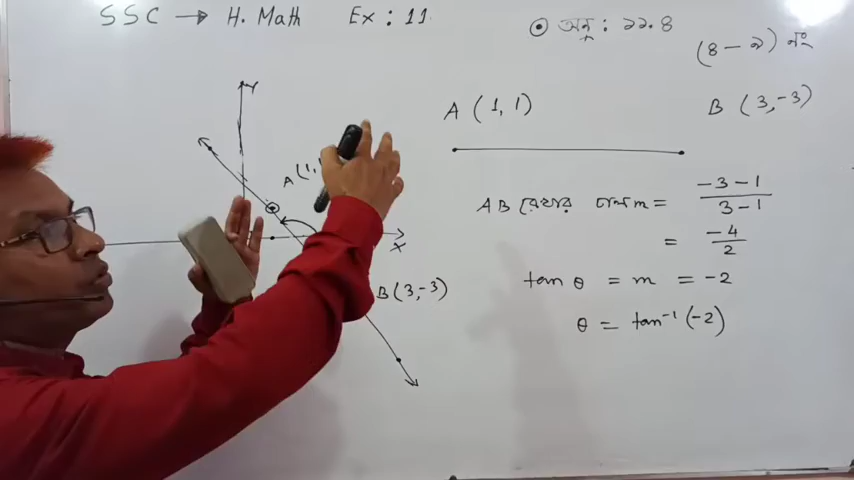 SSC → H. Math Ex : 11
অনু : ১১.৪
(৪ – ৯) নং
Y
A (1,
X
B (3, -3)
A (1, 1) B (3, -3)
AB রেখার ঢাল m = -3-1 / 3-1
= -4 / 2
tan θ = m = -2
θ = tan⁻¹ (-2)